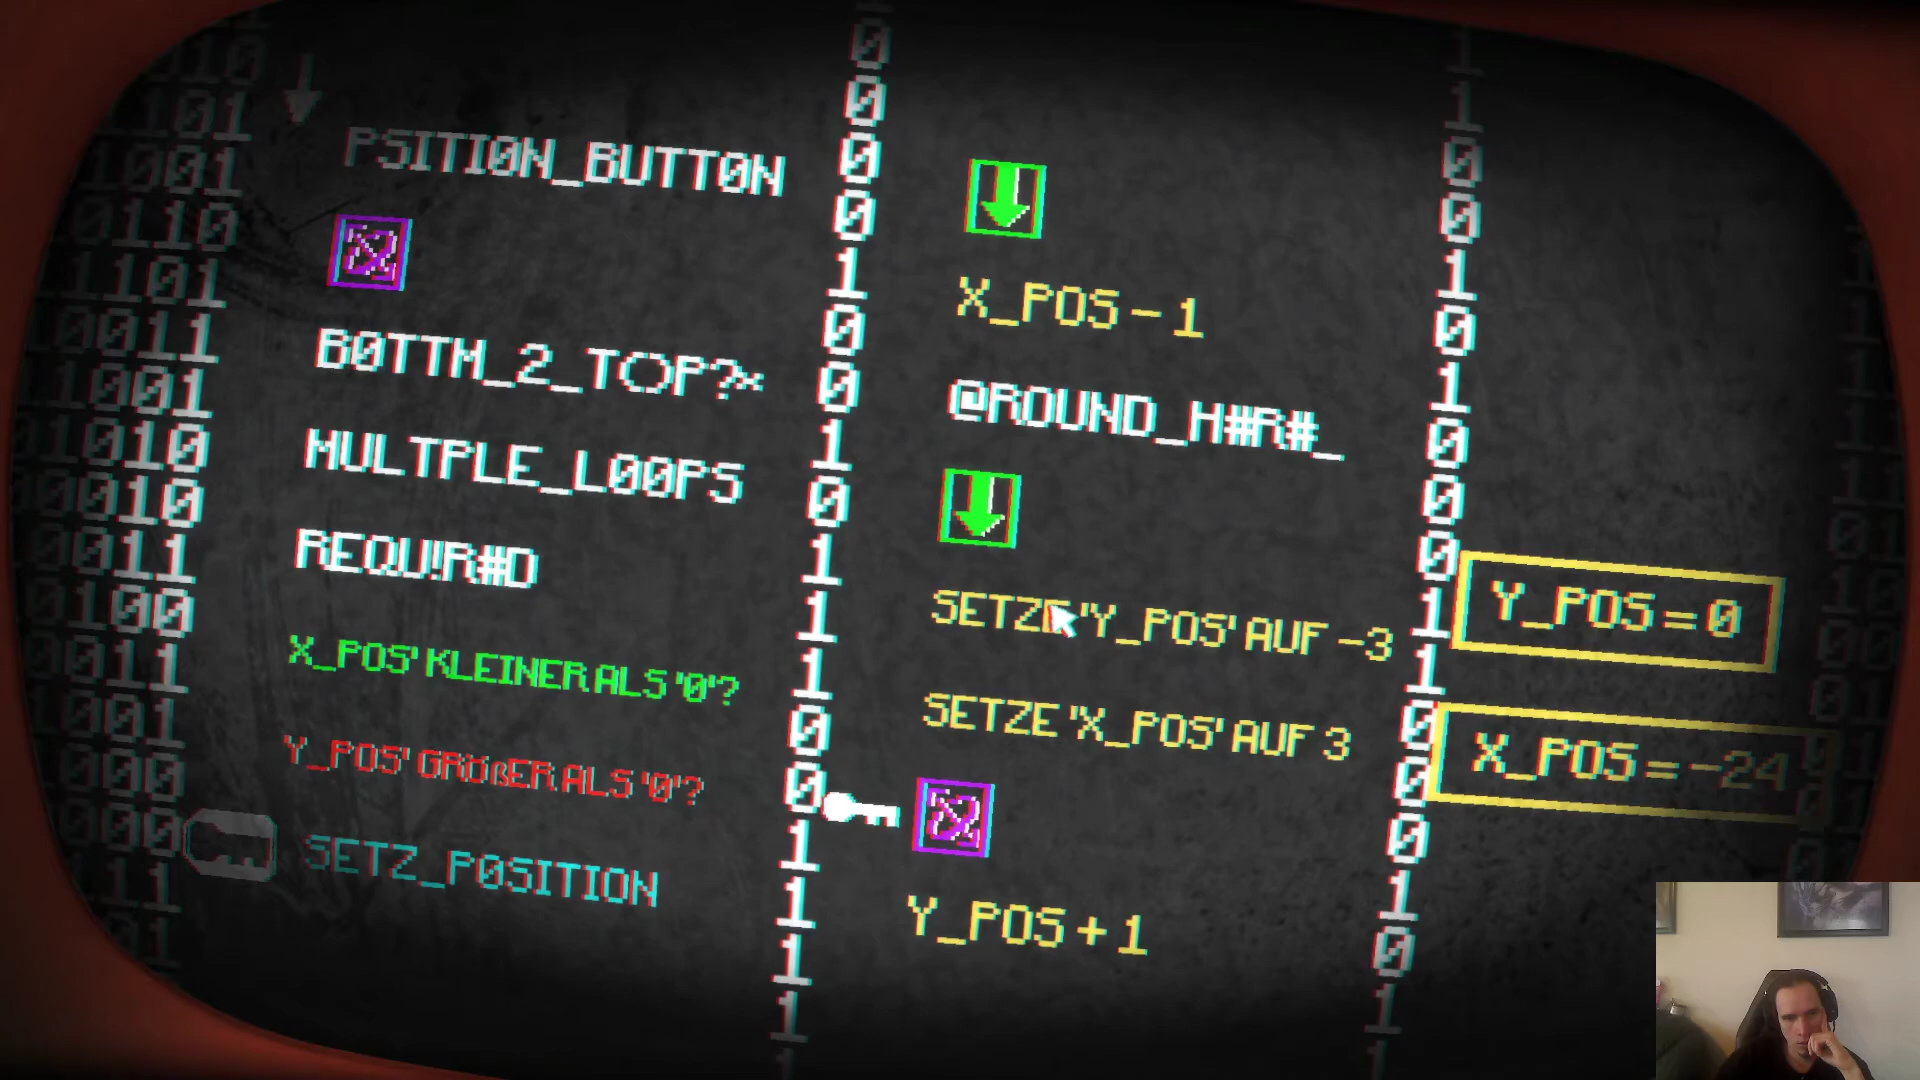 PSITI0N_BUTT0N
B0TTM_2_TOP?×
MULTPLE_L00PS
REQU!R#D
X_POS' KLEINER ALS '0'?
Y_POS' GRÖßER ALS '0'?
SETZ_P0SITION
X_POS - 1
@ROUND_H#R#_
SETZE 'Y_POS' AUF -3
SETZE 'X_POS' AUF 3
Y_POS + 1
Y_POS = 0
X_POS = -24